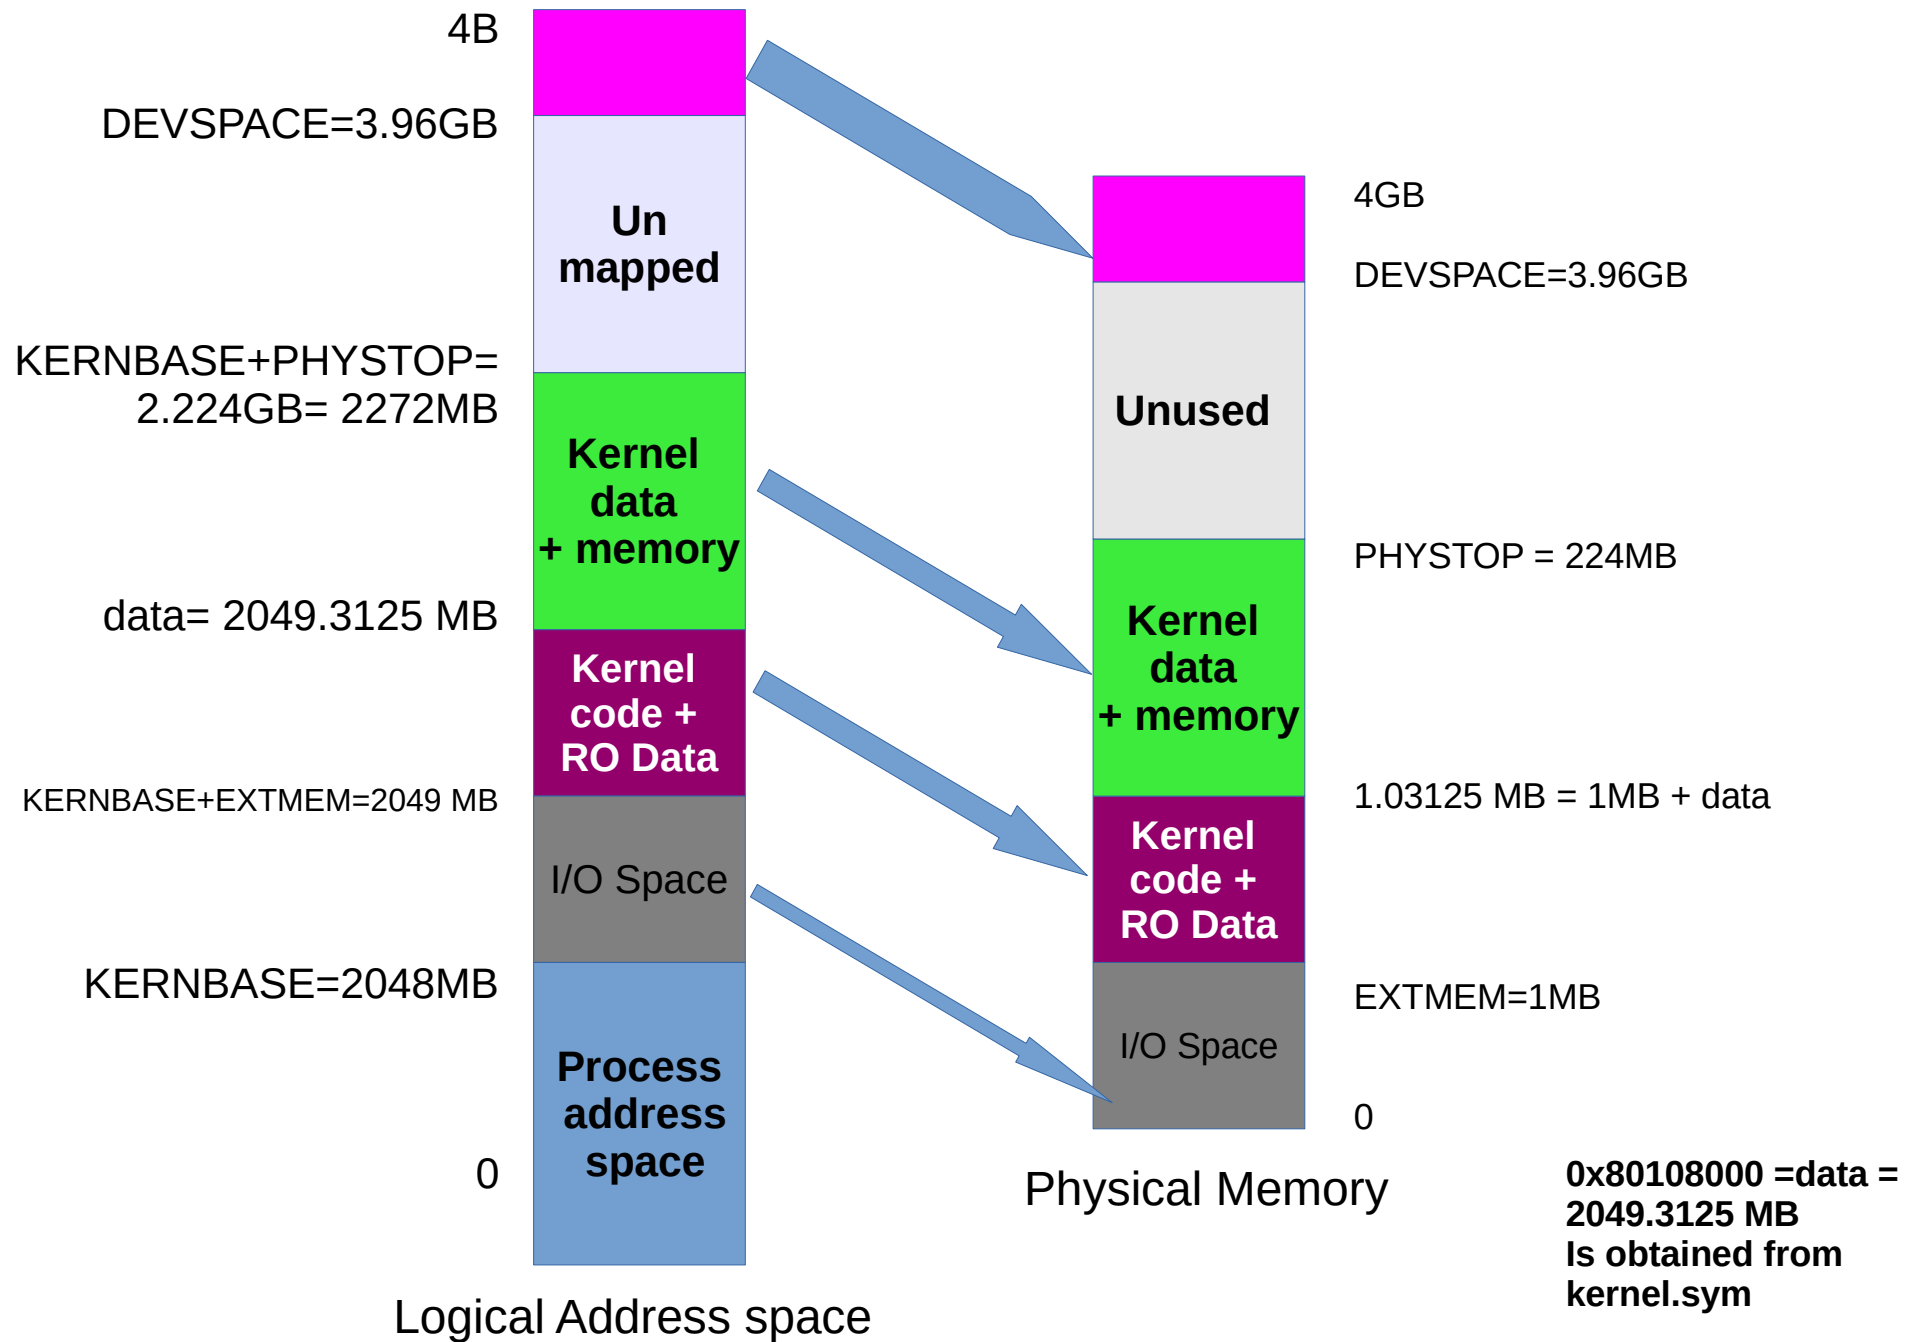 4B
DEVSPACE=3.96GB
Un
mapped
KERNBASE+PHYSTOP=
2.224GB= 2272MB
Kernel
data
+ memory
data= 2049.3125 MB
Kernel
code +
RO Data
KERNBASE+EXTMEM=2049 MB
I/O Space
KERNBASE=2048MB
Process
address
space
0
Logical Address space
4GB
DEVSPACE=3.96GB
Unused
PHYSTOP = 224MB
Kernel
data
+ memory
1.03125 MB = 1MB + data
Kernel
code +
RO Data
EXTMEM=1MB
I/O Space
0
Physical Memory
0x80108000 =data =
2049.3125 MB
Is obtained from
kernel.sym